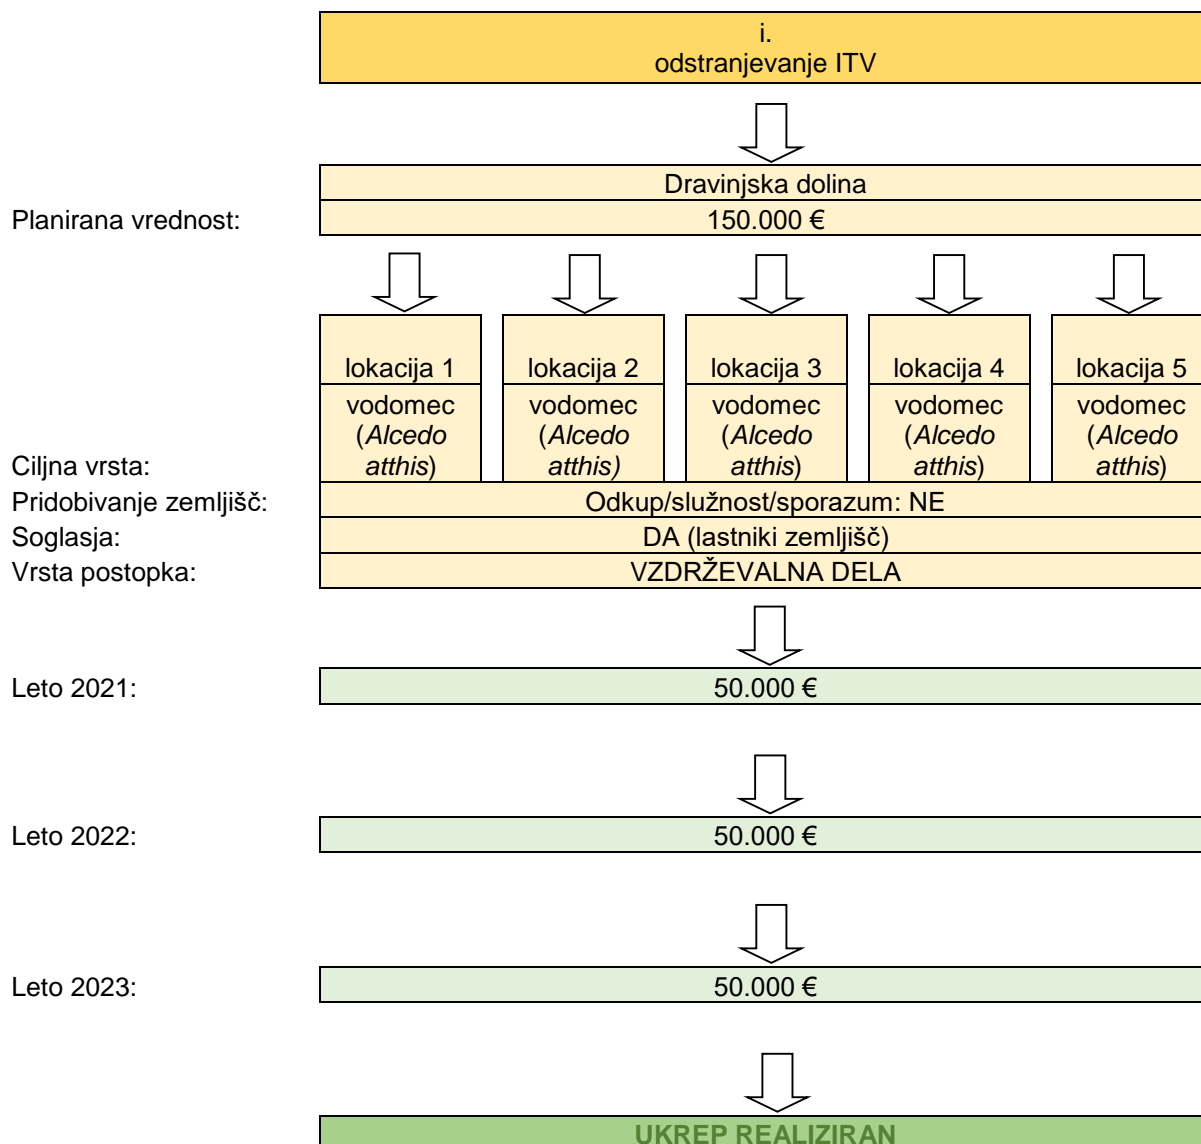 i.
odstranjevanje ITV
Dravinjska dolina
Planirana vrednost: 150.000 €
lokacija 1 lokacija 2 lokacija 3 lokacija 4 lokacija 5
vodomec vodomec vodomec vodomec vodomec
(Alcedo (Alcedo (Alcedo (Alcedo (Alcedo
Ciljna vrsta: atthis) atthis) atthis) atthis) atthis)
Pridobivanje zemljišč: Odkup/služnost/sporazum: NE
Soglasja: DA (lastniki zemljišč)
Vrsta postopka: VZDRŽEVALNA DELA
Leto 2021: 50.000 €
Leto 2022: 50.000 €
Leto 2023: 50.000 €
UKREP REALIZIRAN